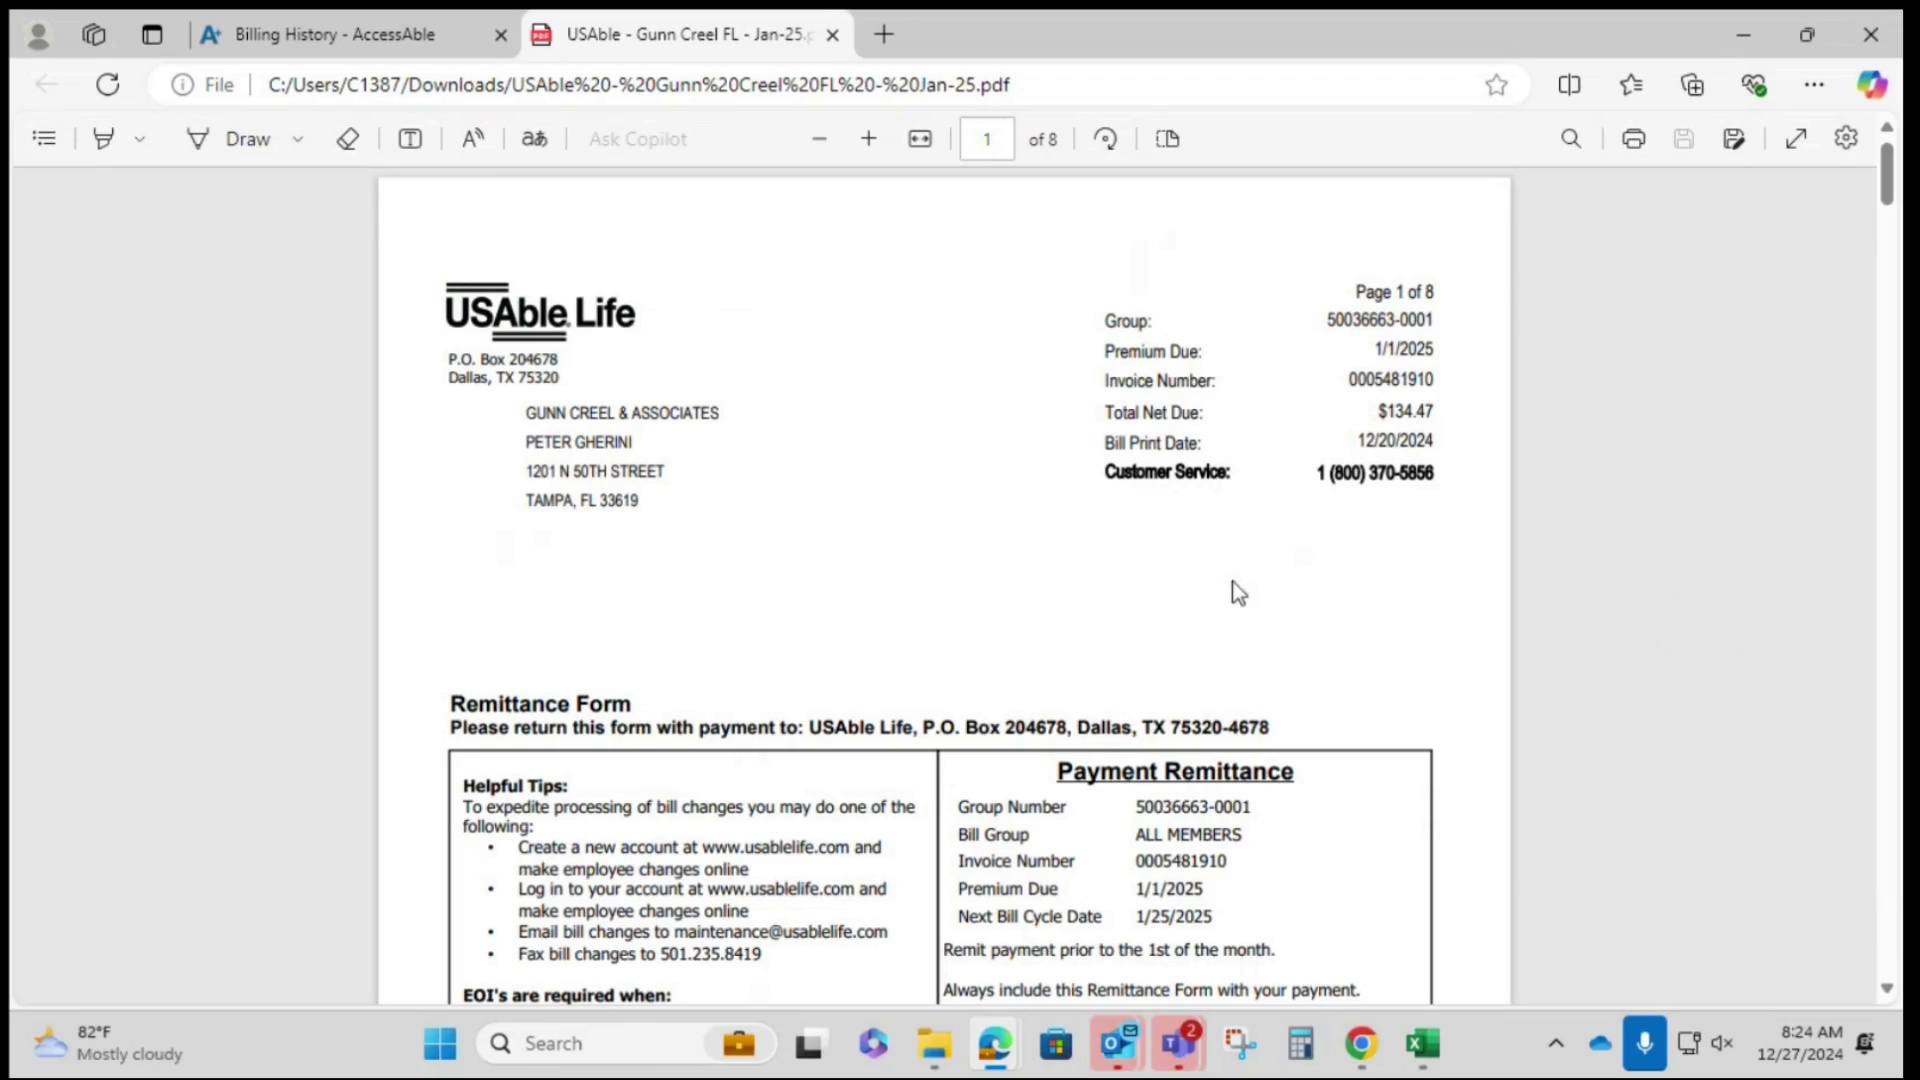 Billing History - AccessAble
USAble - Gunn Creel FL - Jan-25.p
File
C:/Users/C1387/Downloads/USAble%20-%20Gunn%20Creel%20FL%20-%20Jan-25.pdf
Draw
aあ
Ask Copilot
1
of 8
USAble Life
P.O. Box 204678
Dallas, TX 75320
GUNN CREEL & ASSOCIATES
PETER GHERINI
1201 N 50TH STREET
TAMPA, FL 33619
Page 1 of 8
Group: 50036663-0001
Premium Due: 1/1/2025
Invoice Number: 0005481910
Total Net Due: $134.47
Bill Print Date: 12/20/2024
Customer Service: 1 (800) 370-5856
Remittance Form
Please return this form with payment to: USAble Life, P.O. Box 204678, Dallas, TX 75320-4678
Helpful Tips:
To expedite processing of bill changes you may do one of the
following:
• Create a new account at www.usablelife.com and
make employee changes online
• Log in to your account at www.usablelife.com and
make employee changes online
• Email bill changes to maintenance@usablelife.com
• Fax bill changes to 501.235.8419
EOI's are required when:
Payment Remittance
Group Number 50036663-0001
Bill Group ALL MEMBERS
Invoice Number 0005481910
Premium Due 1/1/2025
Next Bill Cycle Date 1/25/2025
Remit payment prior to the 1st of the month.
Always include this Remittance Form with your payment.
82°F
Mostly cloudy
Search
2
8:24 AM
12/27/2024